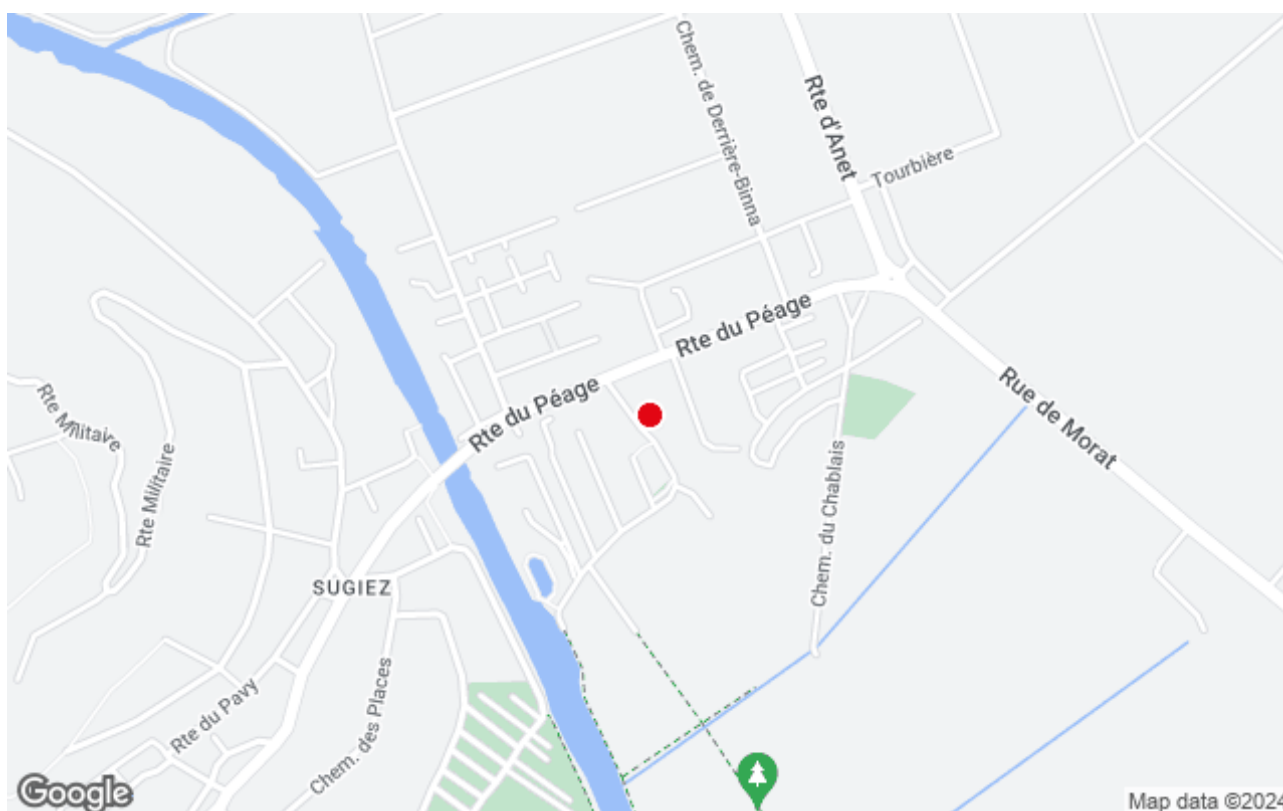 Chem. de Derrière-Binna
Rte d'Anet
Tourbière
Rte du Péage
Rte du Péage
Rue de Morat
Rte Militaire
Rte Militaire
Chem. du Chablais
SUGIEZ
Rte du Pavy
Chem. des Places
Google
Map data ©2024